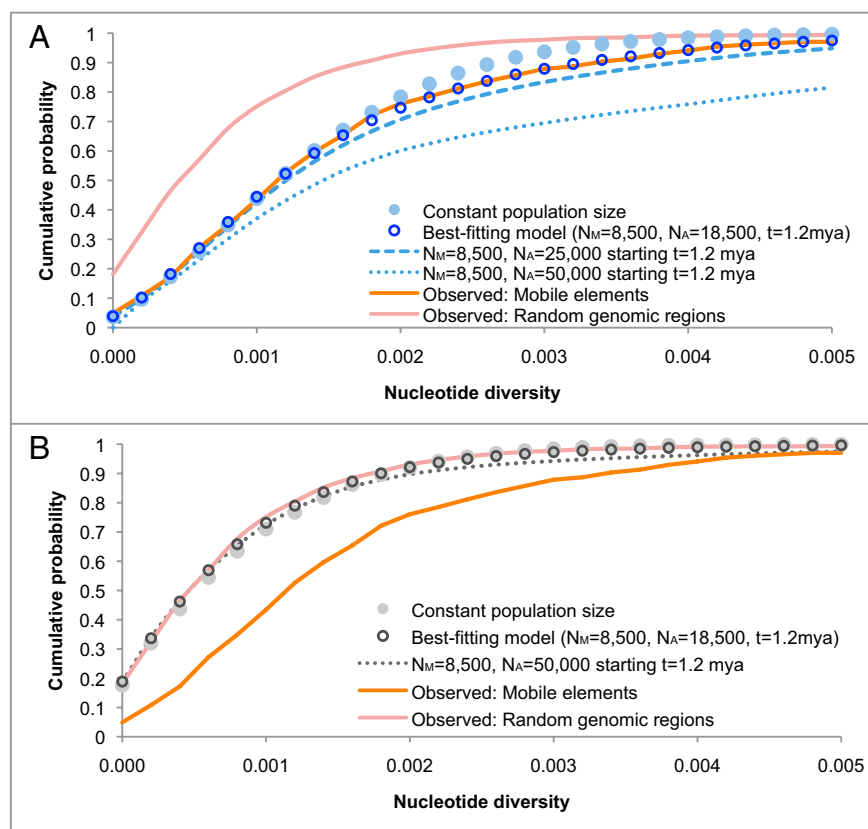 A
Cumulative probability
1
0.9
0.8
0.7
0.6
0.5
0.4
0.3
0.2
0.1
0
Constant population size
Best-fitting model (NM=8,500, NA=18,500, t=1.2mya)
NM=8,500, NA=25,000 starting t=1.2 mya
NM=8,500, NA=50,000 starting t=1.2 mya
Observed: Mobile elements
Observed: Random genomic regions
0.000 0.001 0.002 0.003 0.004 0.005
Nucleotide diversity
B
Cumulative probability
1
0.9
0.8
0.7
0.6
0.5
0.4
0.3
0.2
0.1
0
Constant population size
Best-fitting model (NM=8,500, NA=18,500, t=1.2mya)
NM=8,500, NA=50,000 starting t=1.2 mya
Observed: Mobile elements
Observed: Random genomic regions
0.000 0.001 0.002 0.003 0.004 0.005
Nucleotide diversity